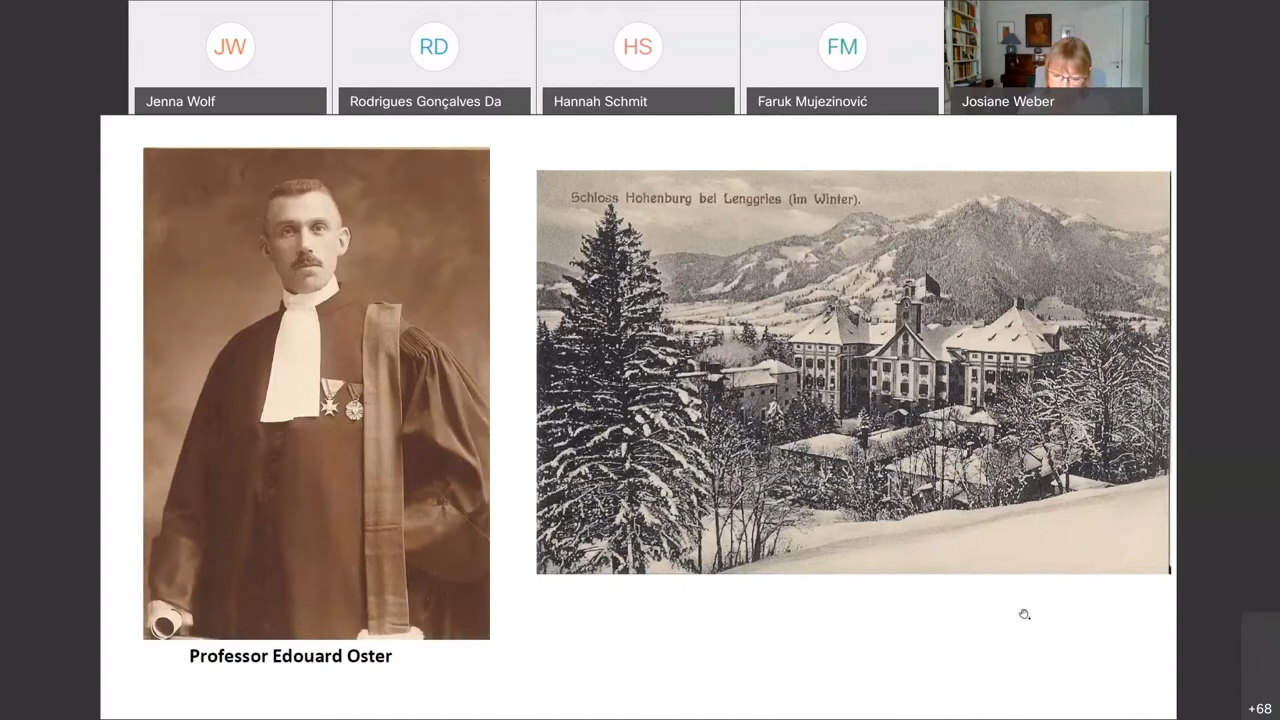 JW
RD
HS
FM
Jenna Wolf
Rodrigues Gonçalves Da
Hannah Schmit
Faruk Mujezinović
Josiane Weber
Schloss Hohenburg bei Lenggries (im Winter).
Professor Edouard Oster
+68